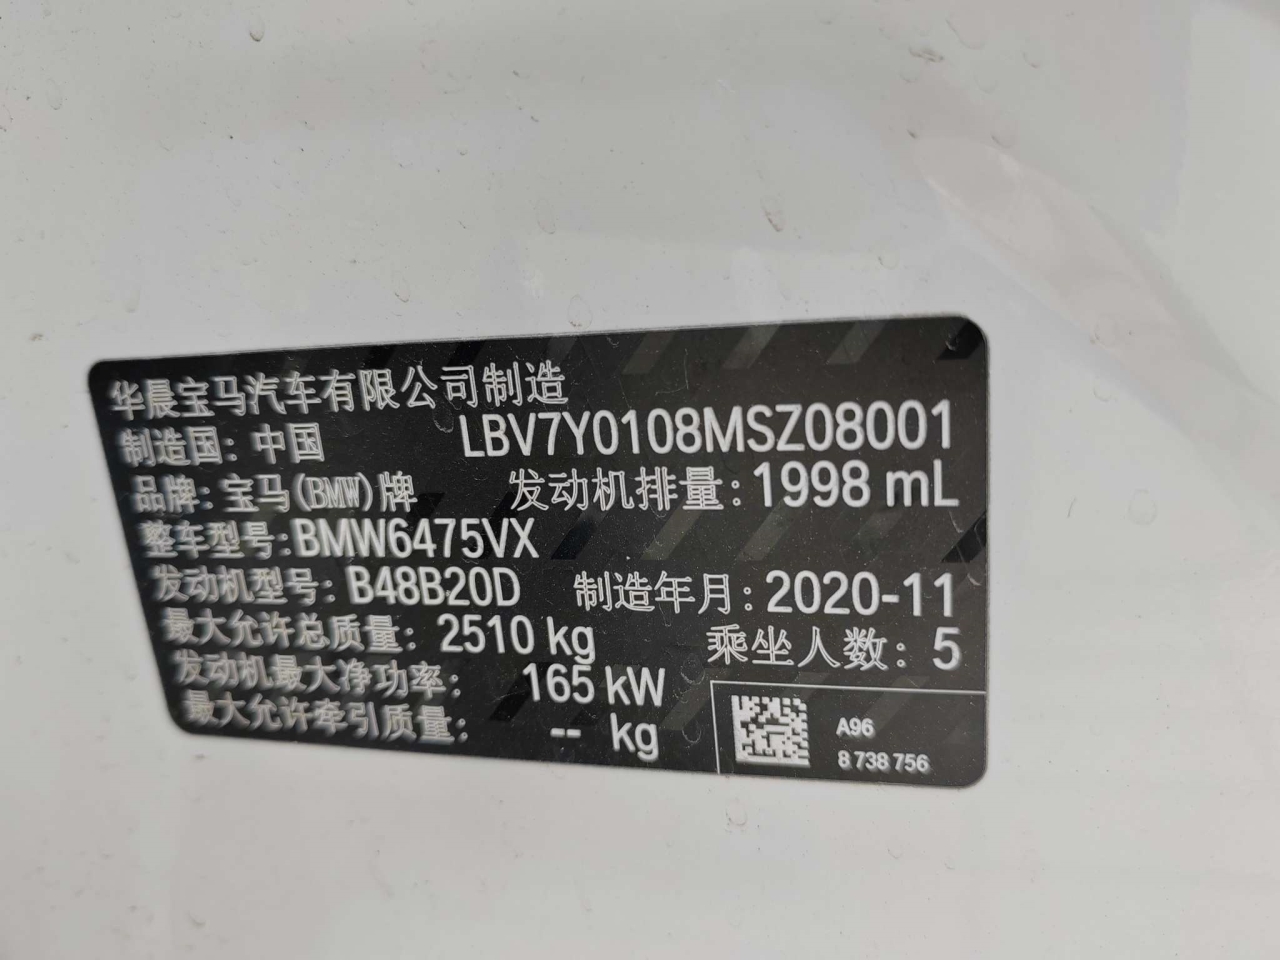 华晨宝马汽车有限公司制造
制造国：中国 LBV7Y0108MSZ08001
品牌：宝马(BMW)牌 发动机排量：1998 mL
整车型号：BMW6475VX
发动机型号：B48B20D 制造年月：2020-11
最大允许总质量：2510 kg 乘坐人数：5
发动机最大净功率：165 kW
最大允许牵引质量：-- kg
A96
8 738 756